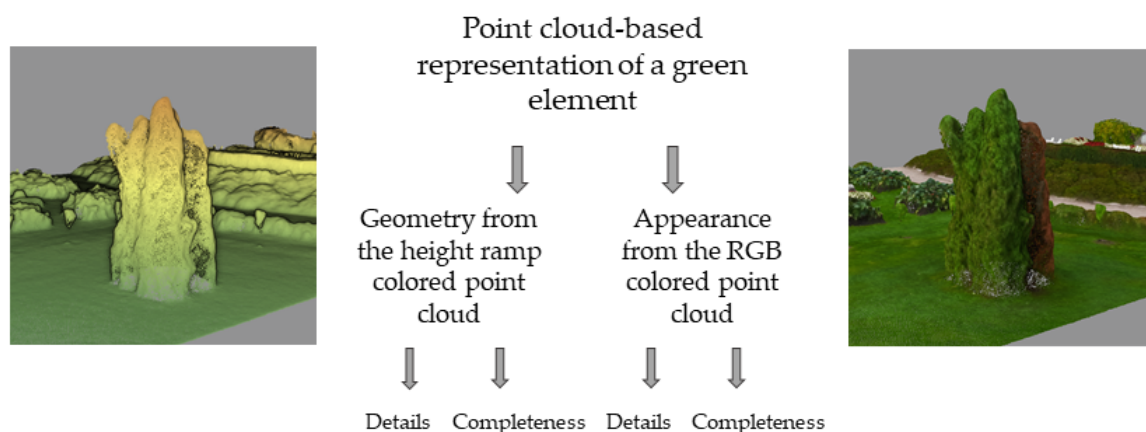 Point cloud-based
representation of a green
element
Geometry from
the height ramp
colored point
cloud
Appearance
from the RGB
colored point
cloud
Details Completeness Details Completeness